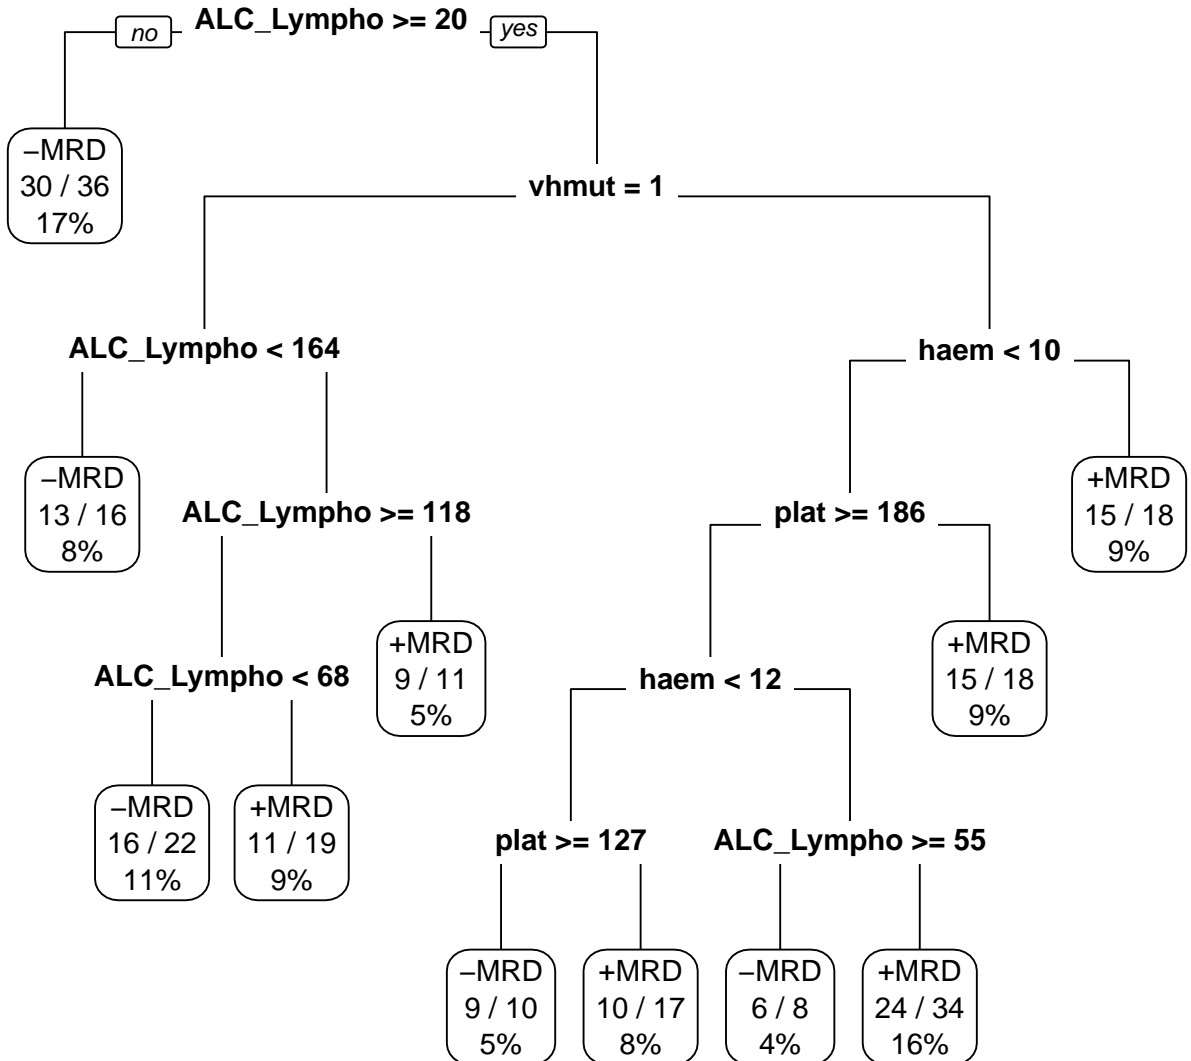 ALC_Lympho >= 20
no
yes
−MRD
30 / 36
17%
vhmut = 1
ALC_Lympho < 164
haem < 10
−MRD
13 / 16
8%
ALC_Lympho >= 118
plat >= 186
+MRD
15 / 18
9%
ALC_Lympho < 68
+MRD
9 / 11
5%
haem < 12
+MRD
15 / 18
9%
−MRD
16 / 22
11%
+MRD
11 / 19
9%
plat >= 127
ALC_Lympho >= 55
−MRD
9 / 10
5%
+MRD
10 / 17
8%
−MRD
6 / 8
4%
+MRD
24 / 34
16%